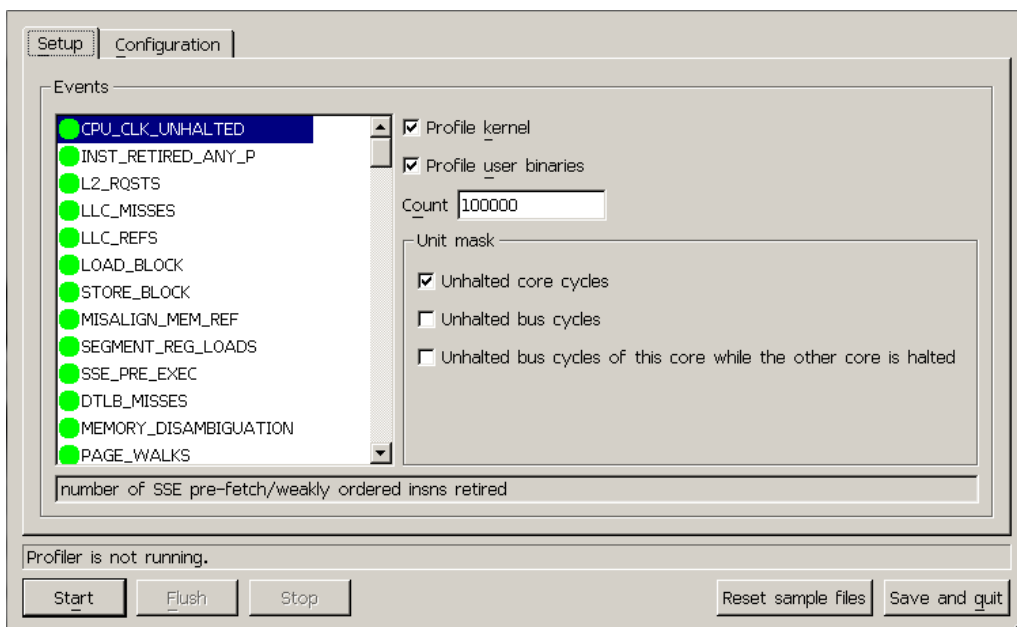 Setup
Configuration
Events
CPU_CLK_UNHALTED
INST_RETIRED_ANY_P
L2_RQSTS
LLC_MISSES
LLC_REFS
LOAD_BLOCK
STORE_BLOCK
MISALIGN_MEM_REF
SEGMENT_REG_LOADS
SSE_PRE_EXEC
DTLB_MISSES
MEMORY_DISAMBIGUATION
PAGE_WALKS
Profile kernel
Profile user binaries
Count 100000
Unit mask
Unhalted core cycles
Unhalted bus cycles
Unhalted bus cycles of this core while the other core is halted
number of SSE pre-fetch/weakly ordered insns retired
Profiler is not running.
Start
Flush
Stop
Reset sample files
Save and quit